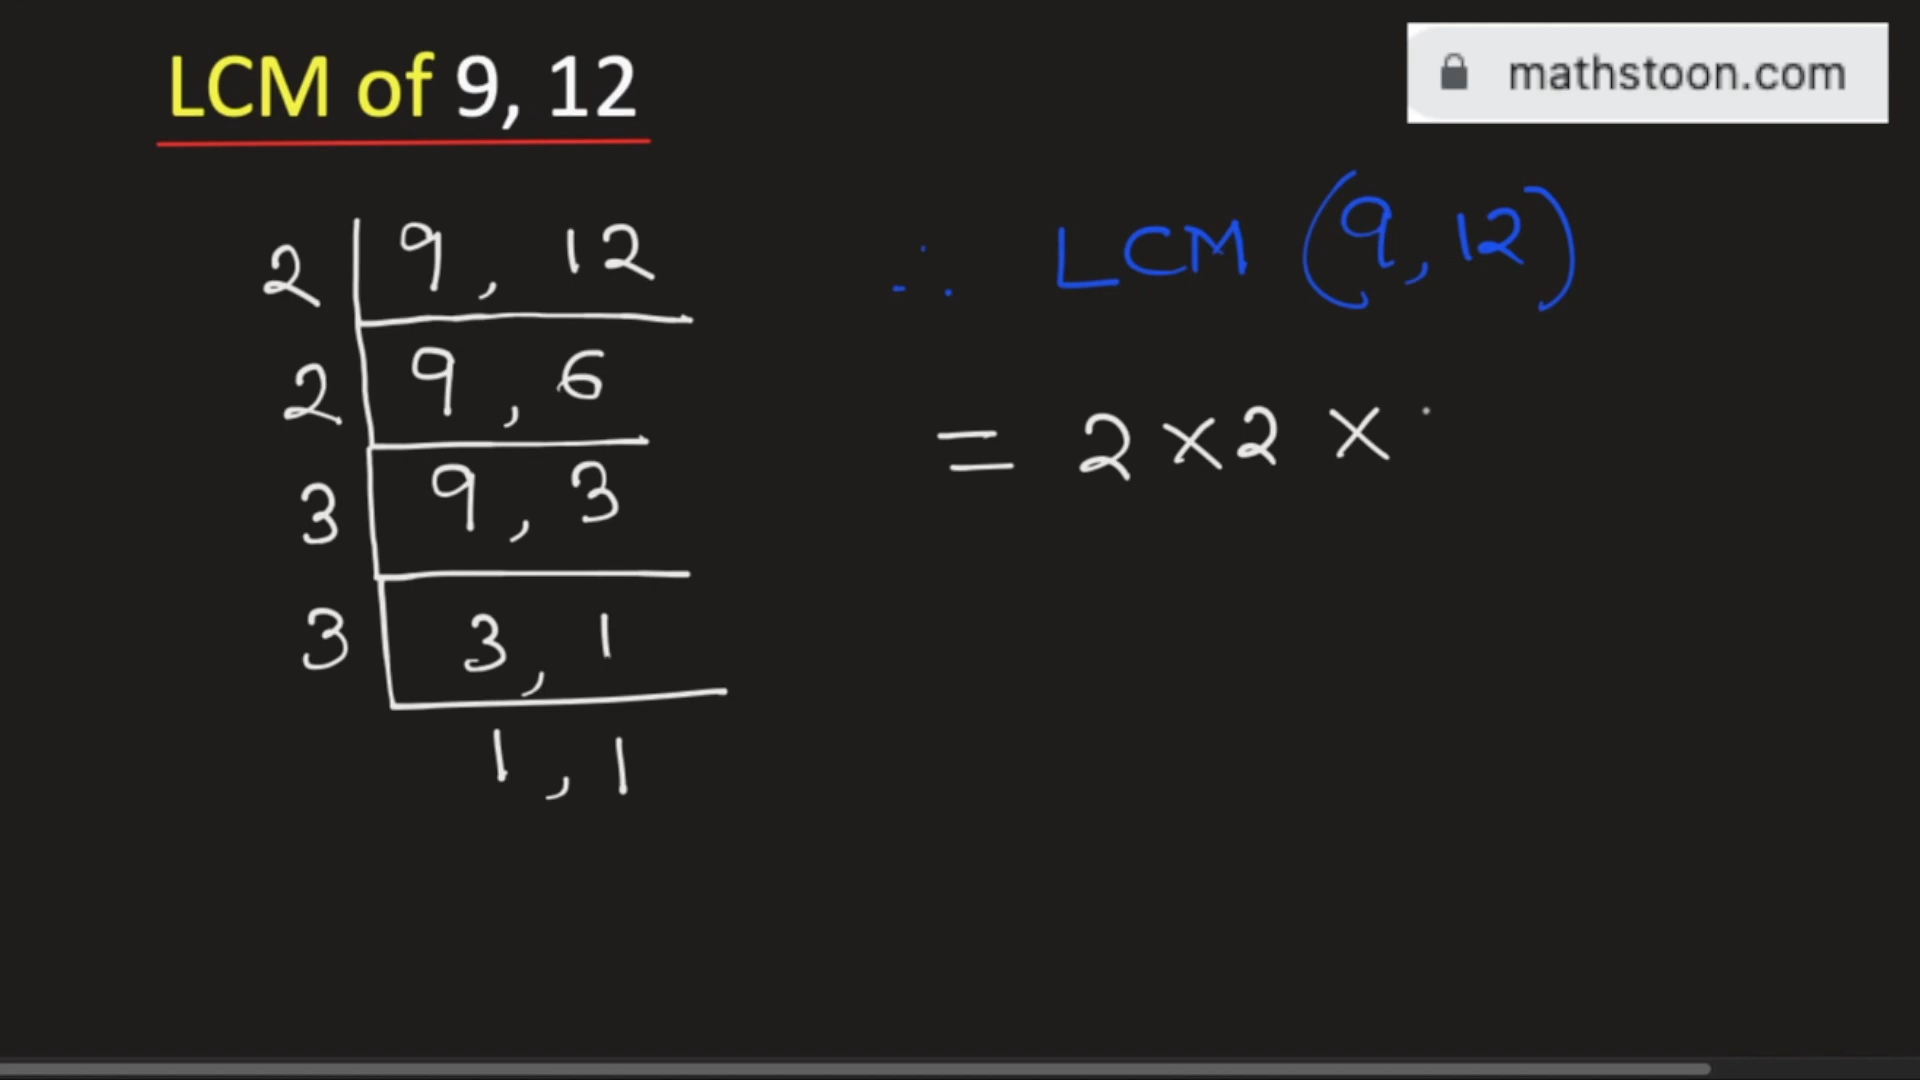 LCM of 9, 12
mathstoon.com
2 | 9, 12
2 | 9, 6
3 | 9, 3
3 | 3, 1
1, 1
∴ LCM (9, 12)
= 2 × 2 ×